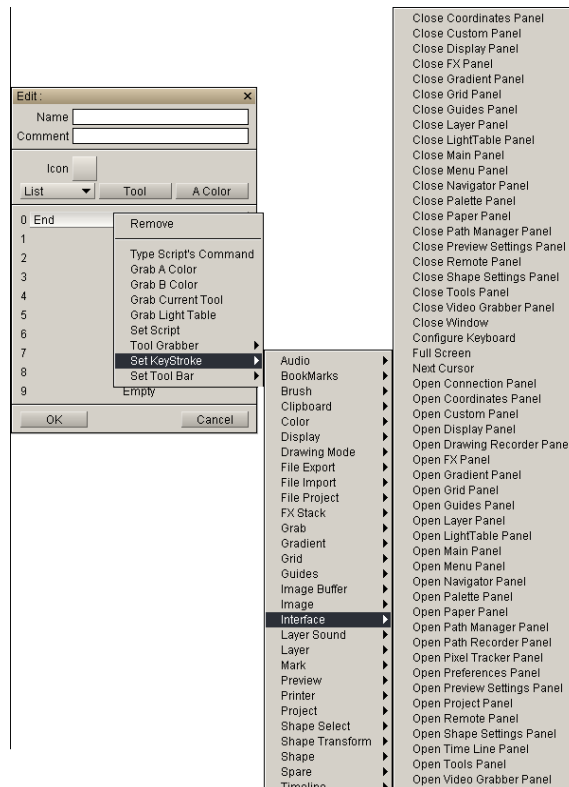 Edit :
Name
Comment
Icon
List
Tool
A Color
0 End
1
2
3
4
5
6
7
8
9 Empty
OK
Cancel
Remove
Type Script's Command
Grab A Color
Grab B Color
Grab Current Tool
Grab Light Table
Set Script
Tool Grabber
Set KeyStroke
Set Tool Bar
Audio
BookMarks
Brush
Clipboard
Color
Display
Drawing Mode
File Export
File Import
File Project
FX Stack
Grab
Gradient
Grid
Guides
Image Buffer
Image
Interface
Layer Sound
Layer
Mark
Preview
Printer
Project
Shape Select
Shape Transform
Shape
Spare
Timeline
Close Coordinates Panel
Close Custom Panel
Close Display Panel
Close FX Panel
Close Gradient Panel
Close Grid Panel
Close Guides Panel
Close Layer Panel
Close LightTable Panel
Close Main Panel
Close Menu Panel
Close Navigator Panel
Close Palette Panel
Close Paper Panel
Close Path Manager Panel
Close Preview Settings Panel
Close Remote Panel
Close Shape Settings Panel
Close Tools Panel
Close Video Grabber Panel
Close Window
Configure Keyboard
Full Screen
Next Cursor
Open Connection Panel
Open Coordinates Panel
Open Custom Panel
Open Display Panel
Open Drawing Recorder Pane
Open FX Panel
Open Gradient Panel
Open Grid Panel
Open Guides Panel
Open Layer Panel
Open LightTable Panel
Open Main Panel
Open Menu Panel
Open Navigator Panel
Open Palette Panel
Open Paper Panel
Open Path Manager Panel
Open Path Recorder Panel
Open Pixel Tracker Panel
Open Preferences Panel
Open Preview Settings Panel
Open Project Panel
Open Remote Panel
Open Shape Settings Panel
Open Time Line Panel
Open Tools Panel
Open Video Grabber Panel